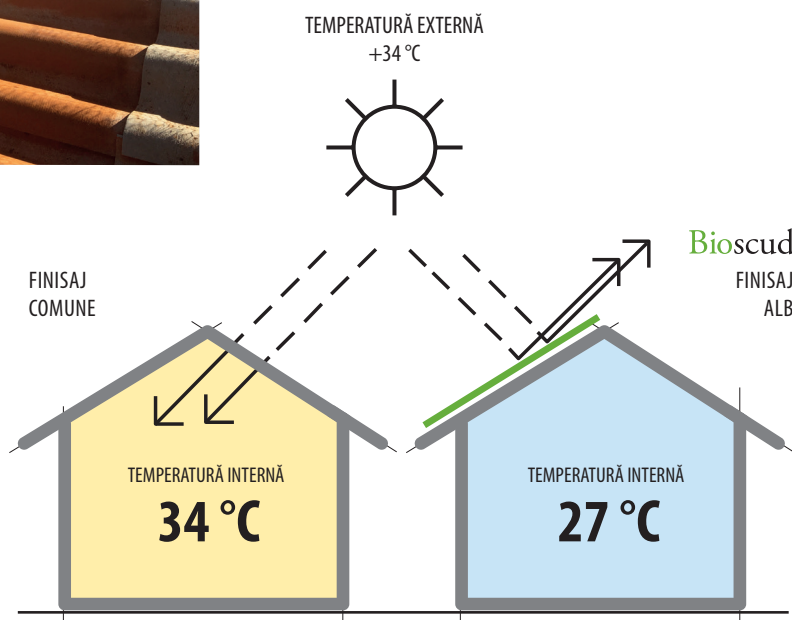 TEMPERATURĂ EXTERNĂ
+34 °C
Bioscud
FINISAJ
COMUNE
FINISAJ
ALB
TEMPERATURĂ INTERNĂ
34 °C
TEMPERATURĂ INTERNĂ
27 °C